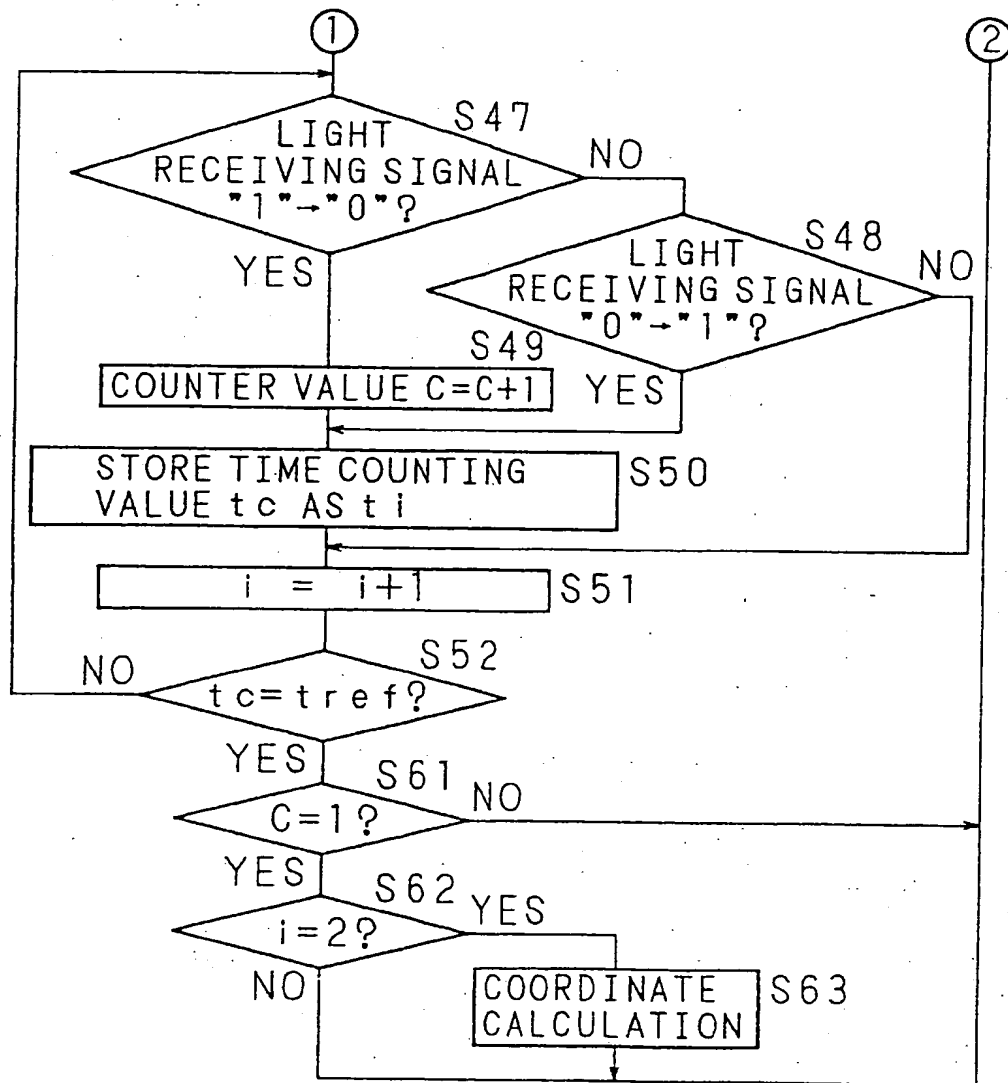 1
2
S47
LIGHT
RECEIVING SIGNAL
"1"→"0"?
NO
YES
S48
LIGHT
RECEIVING SIGNAL
"0"→"1"?
NO
YES
S49
COUNTER VALUE C=C+1
STORE TIME COUNTING
VALUE tc AS ti
S50
i = i+1
S51
S52
tc=tref?
NO
YES
S61
C=1?
NO
YES
S62
i=2?
YES
NO
COORDINATE
CALCULATION
S63